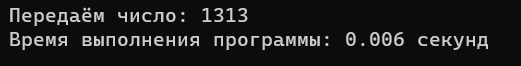 Передаём число: 1313
Время выполнения программы: 0.006 секунд